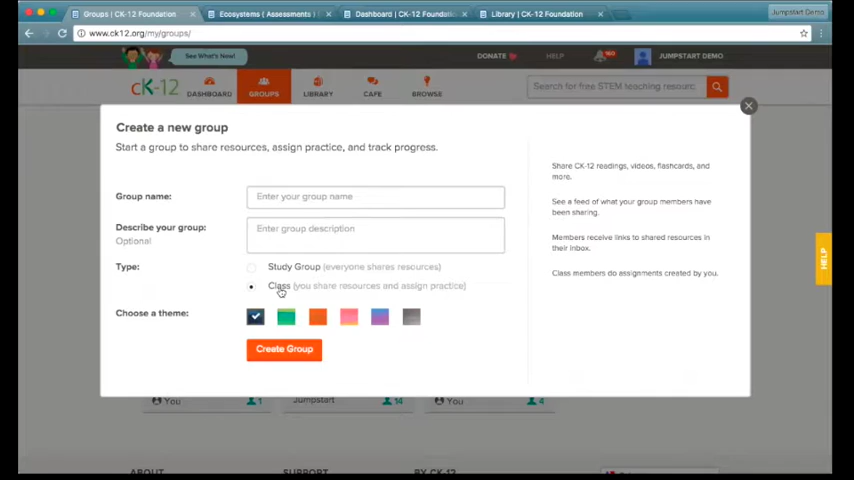 Groups | CK-12 Foundation
Ecosystems ( Assessments ) |
Dashboard | CK-12 Foundation
Library | CK-12 Foundation
Jumpstart Demo
www.ck12.org/my/groups/
See What's New!
DONATE
HELP
160
JUMPSTART DEMO
cK-12
DASHBOARD
GROUPS
LIBRARY
CAFE
BROWSE
Search for free STEM teaching resourc
Create a new group
Start a group to share resources, assign practice, and track progress.
Group name:
Enter your group name
Describe your group:
Optional
Enter group description
Type:
Study Group (everyone shares resources)
Class (you share resources and assign practice)
Choose a theme:
Create Group
Share CK-12 readings, videos, flashcards, and
more.
See a feed of what your group members have
been sharing.
Members receive links to shared resources in
their inbox.
Class members do assignments created by you.
HELP
You
1
Jumpstart
14
You
4
ABOUT
SUPPORT
BY CK-12